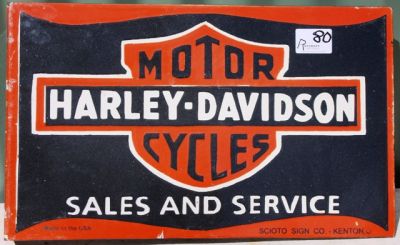 80
MOTOR
HARLEY-DAVIDSON
CYCLES
SALES AND SERVICE
Made in the USA
SCIOTO SIGN CO. - KENTON, O